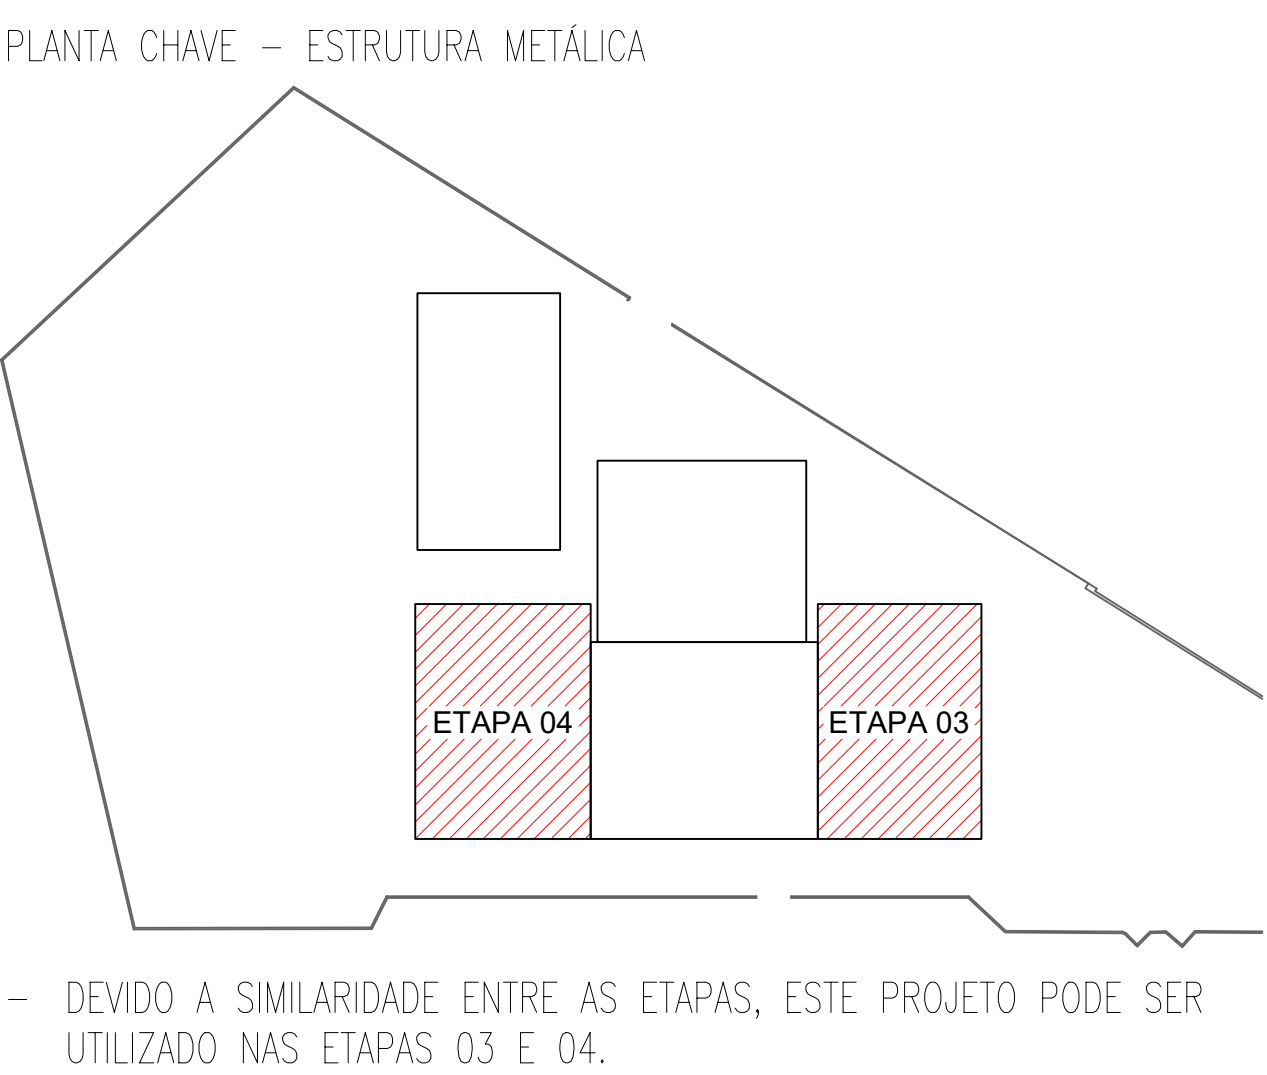 PLANTA CHAVE – ESTRUTURA METÁLICA
ETAPA 04
ETAPA 03
– DEVIDO A SIMILARIDADE ENTRE AS ETAPAS, ESTE PROJETO PODE SER
UTILIZADO NAS ETAPAS 03 E 04.